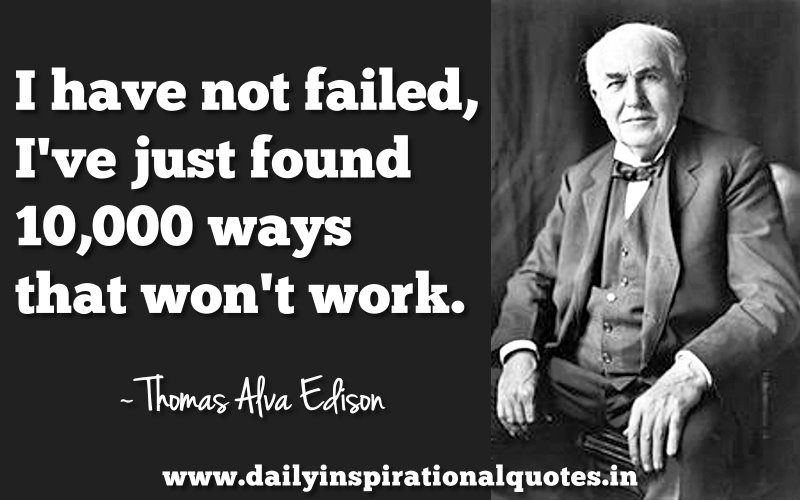 I have not failed,
I've just found
10,000 ways
that won't work.
~Thomas Alva Edison
www.dailyinspirationalquotes.in